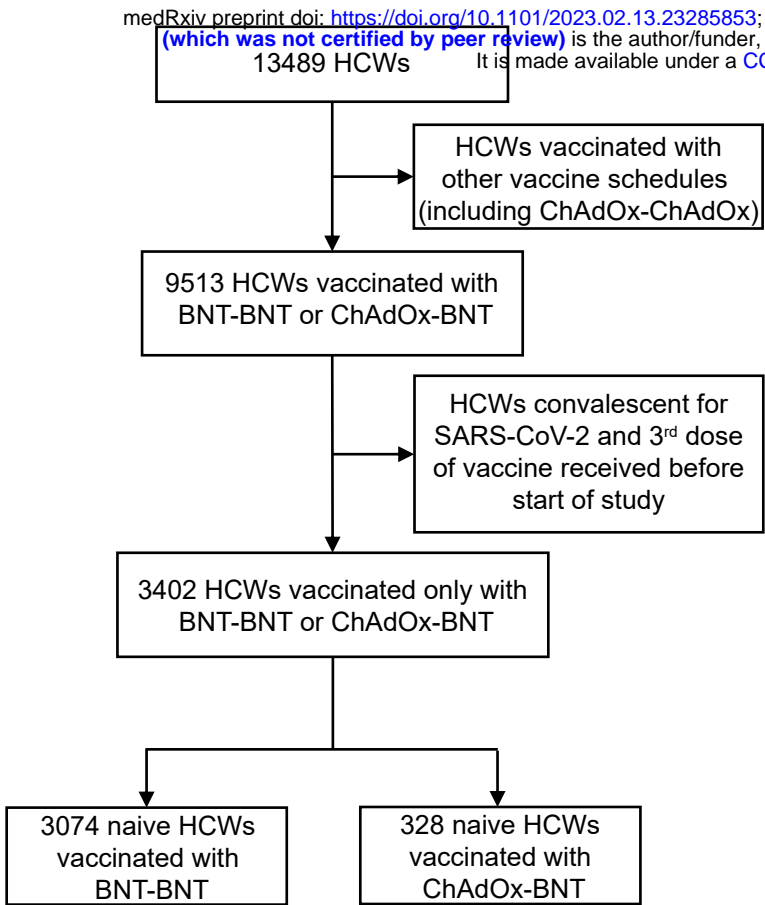 medRxiv preprint doi: https://doi.org/10.1101/2023.02.13.23285853;
(which was not certified by peer review) is the author/funder,
It is made available under a CC
13489 HCWs
HCWs vaccinated with
other vaccine schedules
(including ChAdOx-ChAdOx)
9513 HCWs vaccinated with
BNT-BNT or ChAdOx-BNT
HCWs convalescent for
SARS-CoV-2 and 3rd dose
of vaccine received before
start of study
3402 HCWs vaccinated only with
BNT-BNT or ChAdOx-BNT
3074 naive HCWs
vaccinated with
BNT-BNT
328 naive HCWs
vaccinated with
ChAdOx-BNT